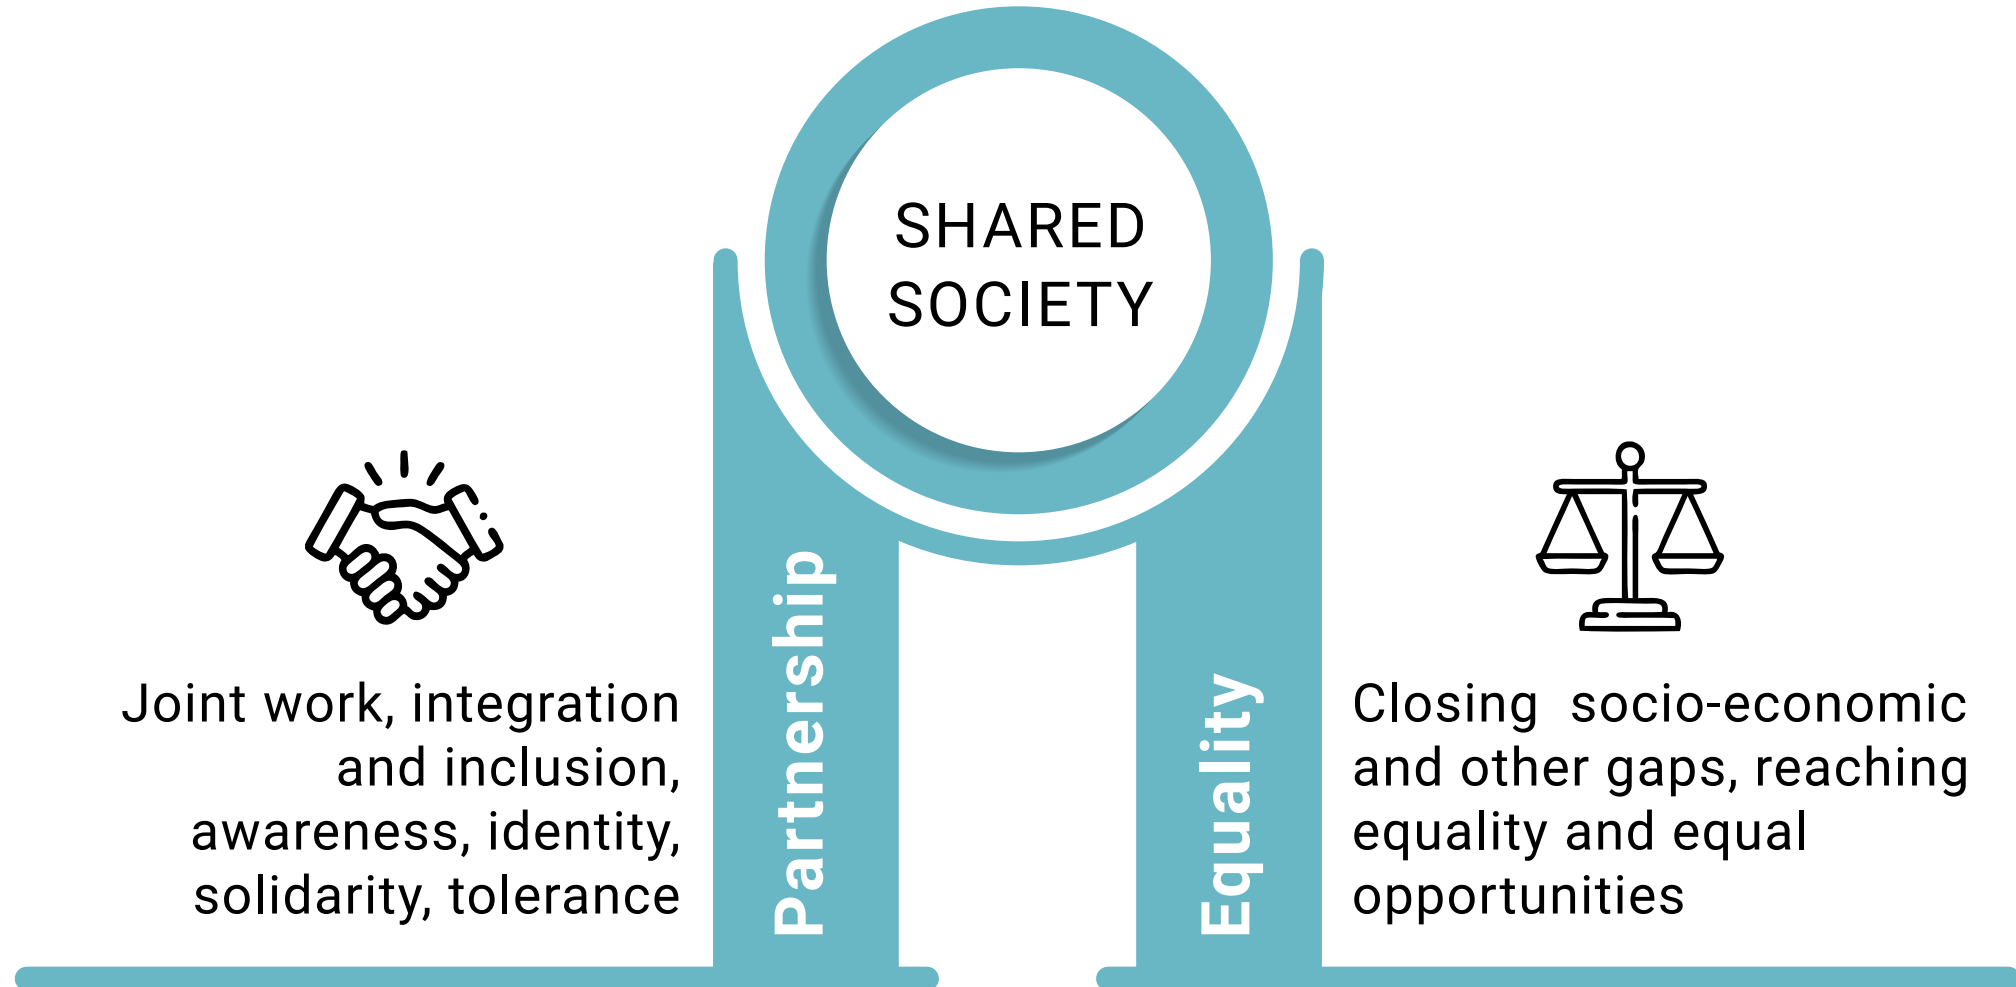 SHARED
SOCIETY
Partnership
Joint work, integration
and inclusion,
awareness, identity,
solidarity, tolerance
Equality
Closing socio-economic
and other gaps, reaching
equality and equal
opportunities